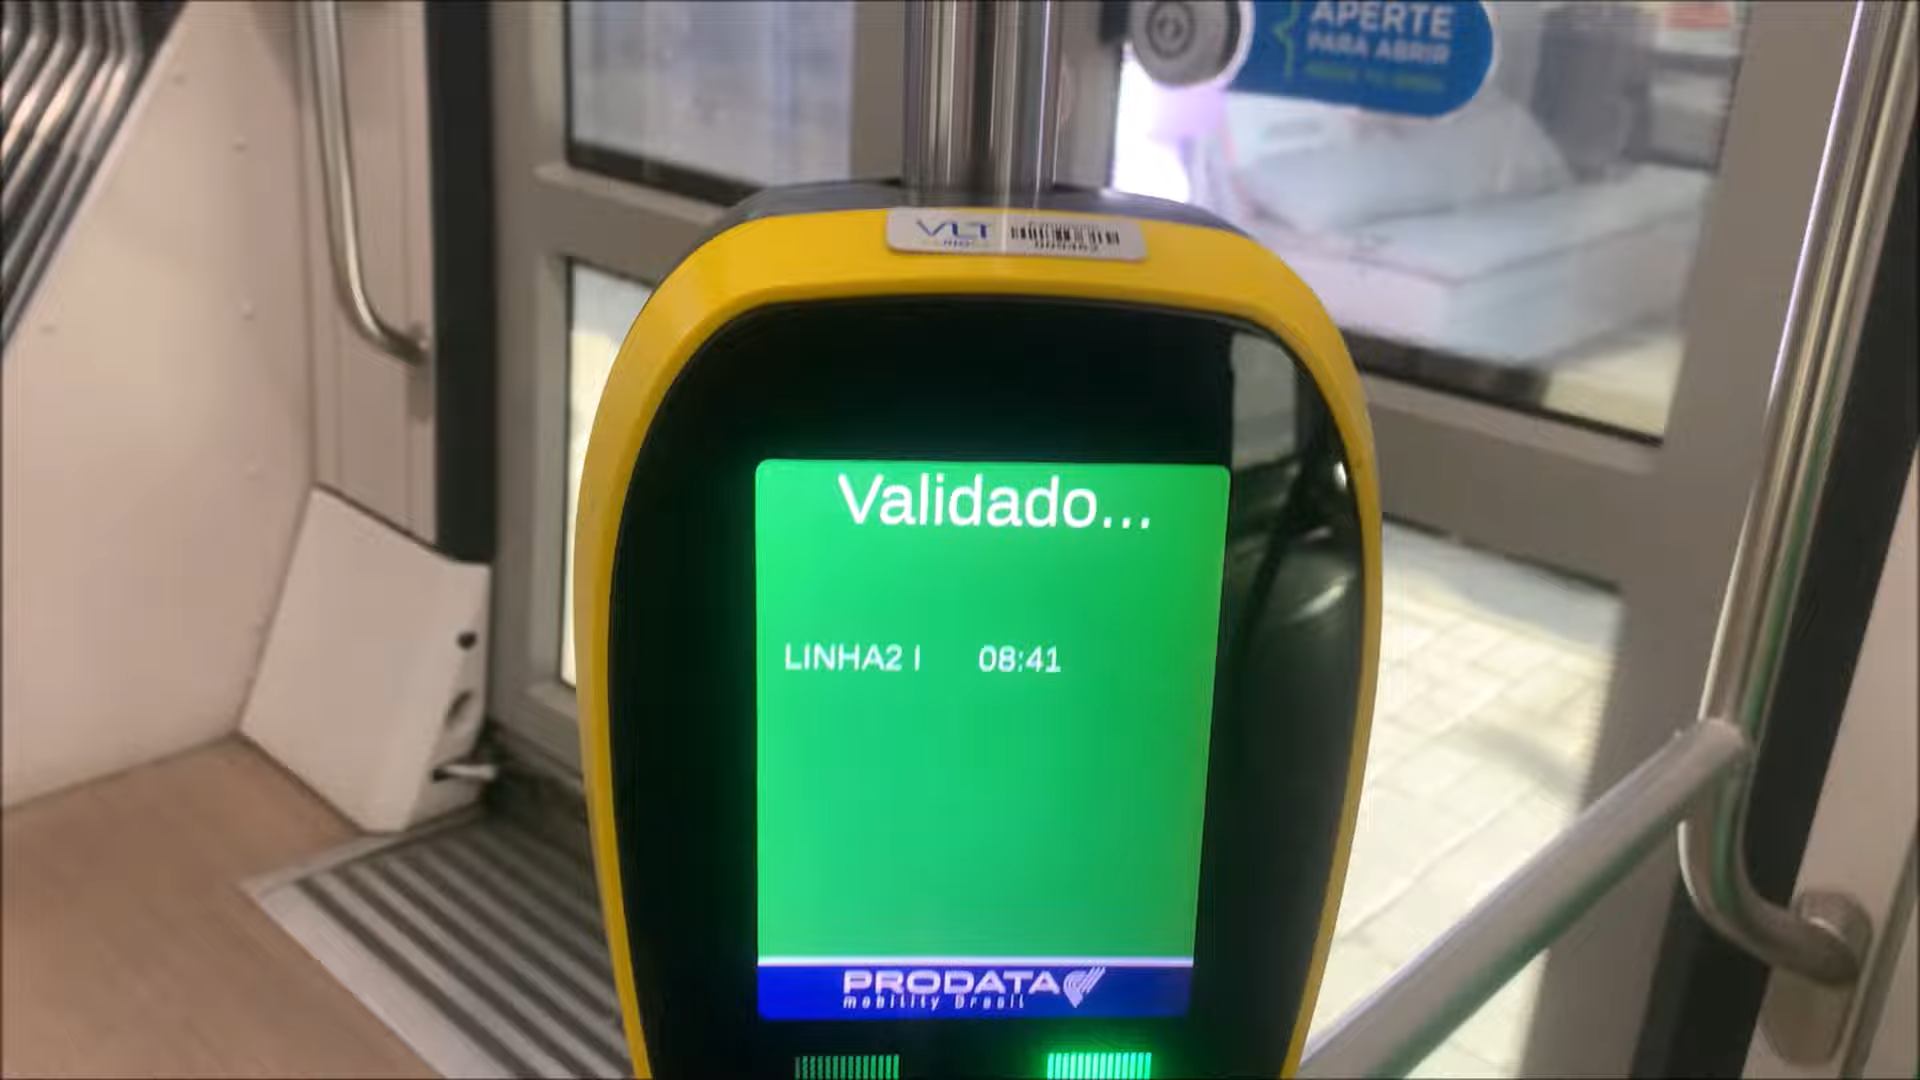 APERTE
PARA ABRIR
VLT
Validado...
LINHA2 I 08:41
PRODATA
mobility Brasil